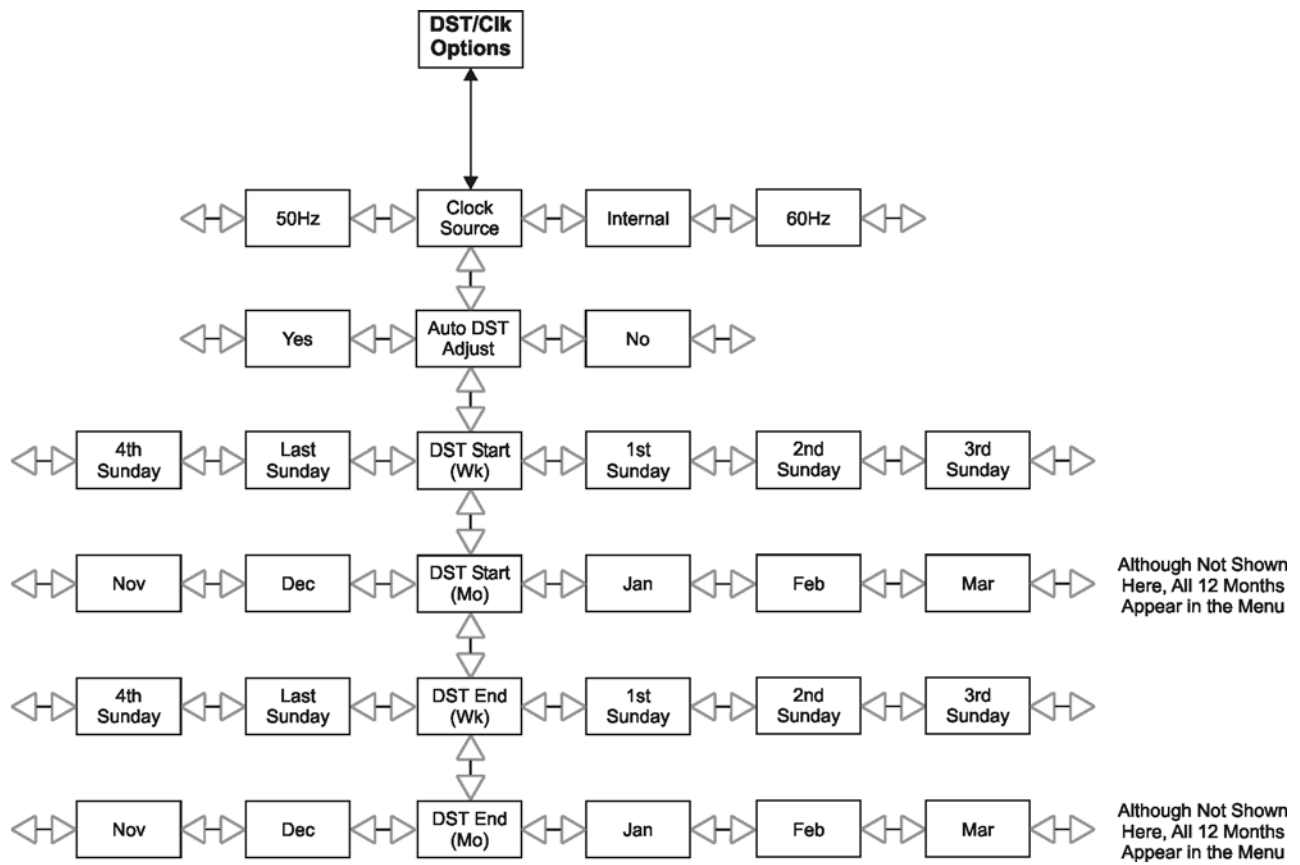 DST/Clk
Options
50Hz
Clock
Source
Internal
60Hz
Yes
Auto DST
Adjust
No
4th
Sunday
Last
Sunday
DST Start
(Wk)
1st
Sunday
2nd
Sunday
3rd
Sunday
Nov
Dec
DST Start
(Mo)
Jan
Feb
Mar
Although Not Shown
Here, All 12 Months
Appear in the Menu
4th
Sunday
Last
Sunday
DST End
(Wk)
1st
Sunday
2nd
Sunday
3rd
Sunday
Nov
Dec
DST End
(Mo)
Jan
Feb
Mar
Although Not Shown
Here, All 12 Months
Appear in the Menu